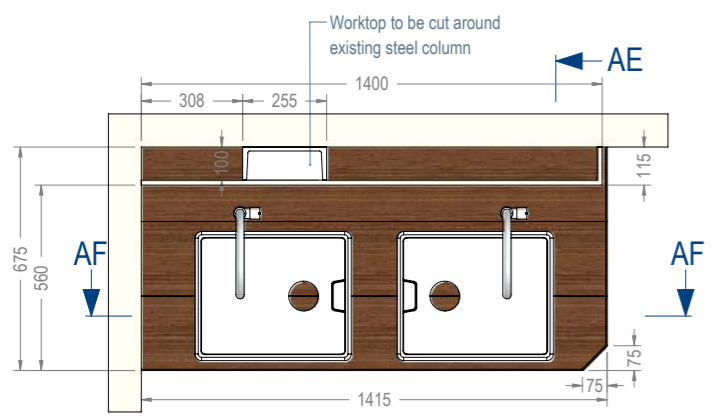 Worktop to be cut around
existing steel column
AE
1400
308
255
100
115
675
560
AF
AF
75
75
1415